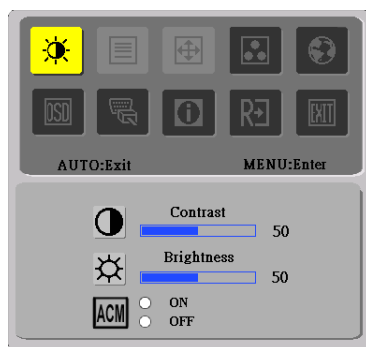 OSD
R
EXIT
AUTO:Exit MENU:Enter
Contrast
50
Brightness
50
ACM ON
OFF